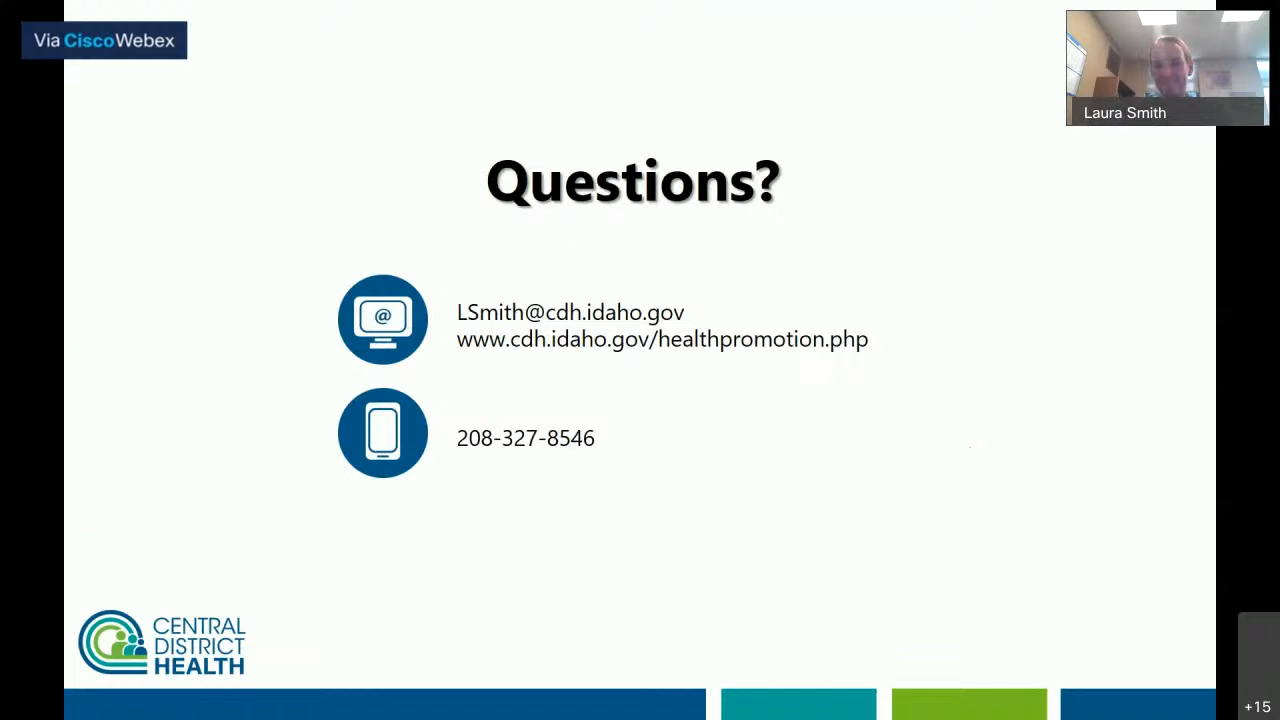 Via CiscoWebex
Laura Smith
Questions?
@
LSmith@cdh.idaho.gov
www.cdh.idaho.gov/healthpromotion.php
208-327-8546
CENTRAL
DISTRICT
HEALTH
+15